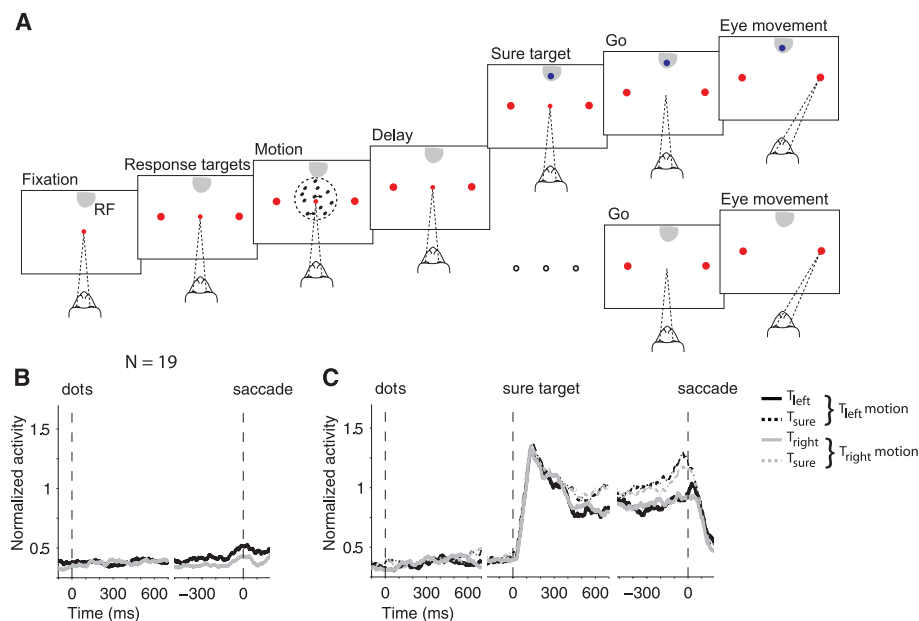 A
Eye movement
Go
Sure target
Delay
Motion
Response targets
Fixation
RF
Go
Eye movement
N = 19
B
dots
saccade
C
dots
sure target
saccade
Normalized activity
1.5
1
0.5
0 300 600
−300 0
Time (ms)
Normalized activity
1.5
1
0.5
0 300 600
0 300 600
−300 0
Time (ms)
Tleft
Tsure
} Tleft motion
Tright
Tsure
} Tright motion